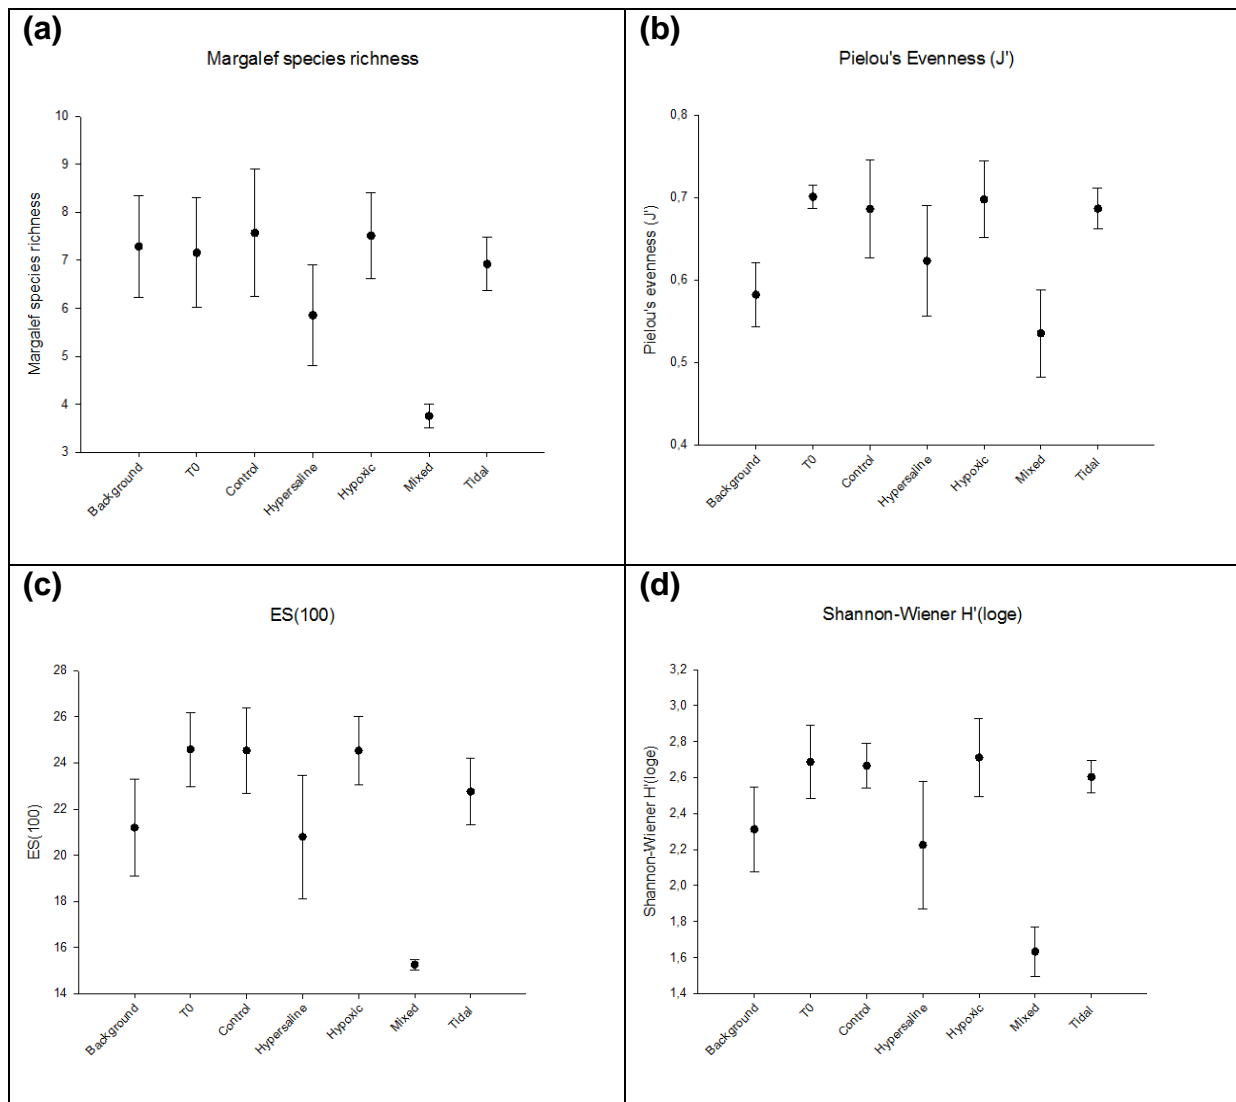 (a)
Margalef species richness
Margalef species richness
10
9
8
7
6
5
4
3
Background
T0
Control
Hypersaline
Hypoxic
Mixed
Tidal
(b)
Pielou's Evenness (J')
Pielou's evenness (J')
0,8
0,7
0,6
0,5
0,4
Background
T0
Control
Hypersaline
Hypoxic
Mixed
Tidal
(c)
ES(100)
ES(100)
28
26
24
22
20
18
16
14
Background
T0
Control
Hypersaline
Hypoxic
Mixed
Tidal
(d)
Shannon-Wiener H'(loge)
Shannon-Wiener H'(loge)
3,2
3,0
2,8
2,6
2,4
2,2
2,0
1,8
1,6
1,4
Background
T0
Control
Hypersaline
Hypoxic
Mixed
Tidal